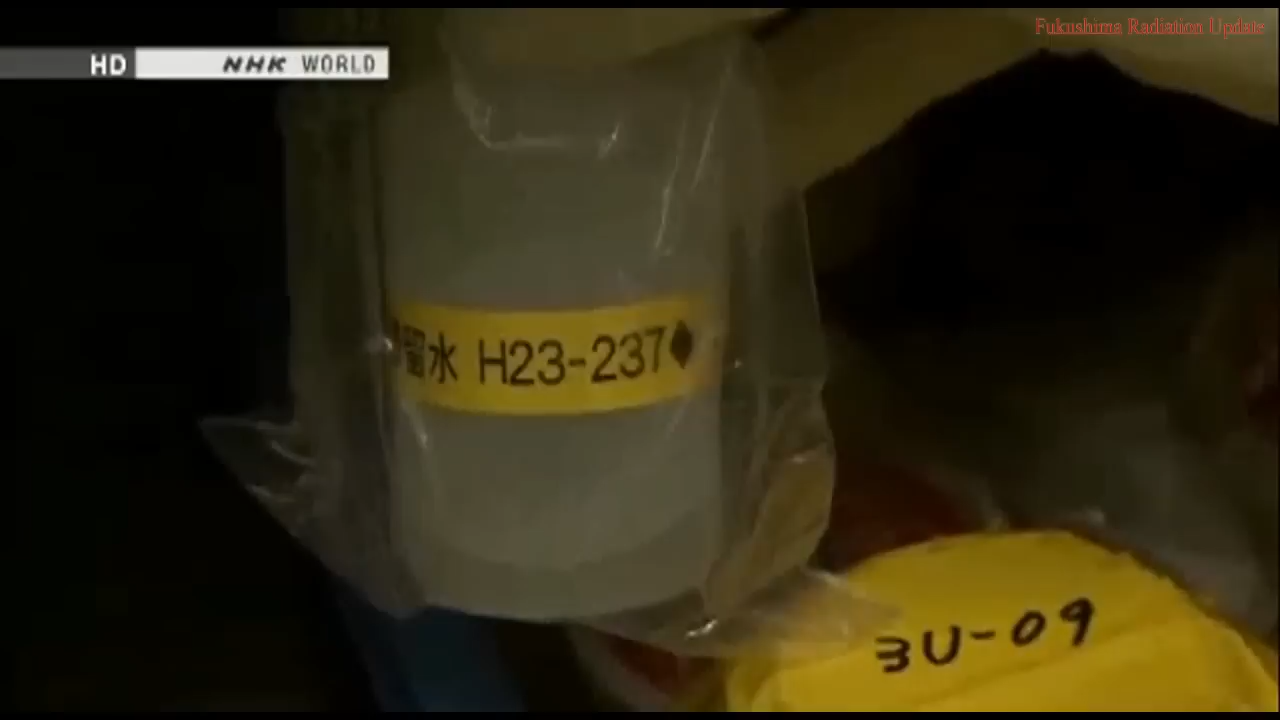 Fukushima Radiation Update
HD NHK WORLD
留水 H23-237♦
3U-09